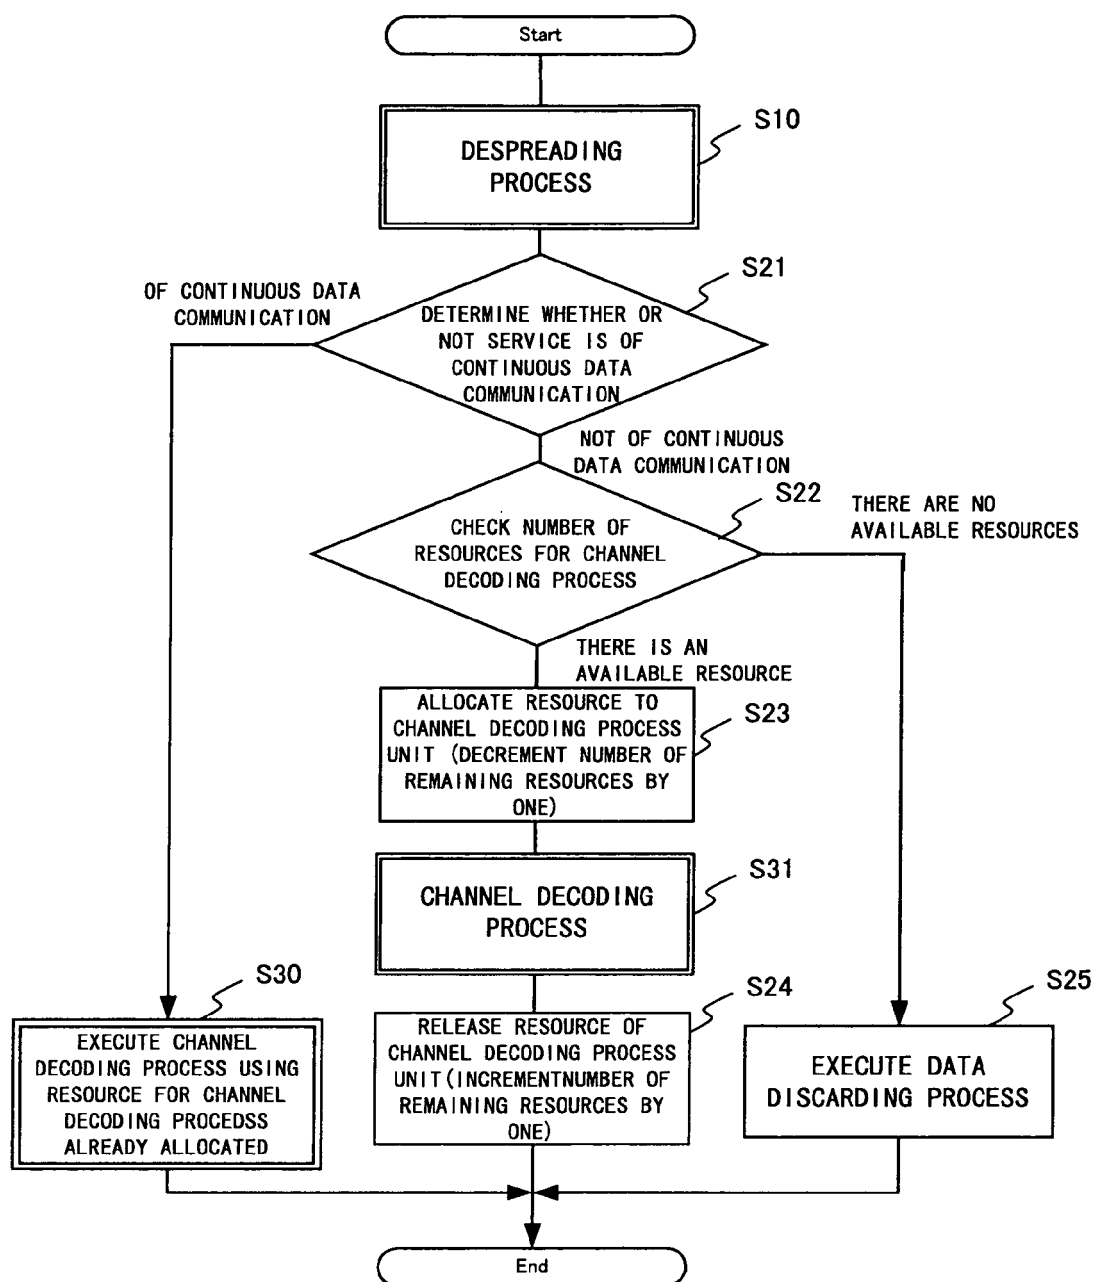 Start
S10
DESPREADING
PROCESS
S21
OF CONTINUOUS DATA
COMMUNICATION
DETERMINE WHETHER OR
NOT SERVICE IS OF
CONTINUOUS DATA
COMMUNICATION
NOT OF CONTINUOUS
DATA COMMUNICATION
S22
THERE ARE NO
AVAILABLE RESOURCES
CHECK NUMBER OF
RESOURCES FOR CHANNEL
DECODING PROCESS
THERE IS AN
AVAILABLE RESOURCE
ALLOCATE RESOURCE TO
CHANNEL DECODING PROCESS
UNIT (DECREMENT NUMBER OF
REMAINING RESOURCES BY
ONE)
S23
CHANNEL DECODING
PROCESS
S31
S30
EXECUTE CHANNEL
DECODING PROCESS USING
RESOURCE FOR CHANNEL
DECODING PROCEDSS
ALREADY ALLOCATED
S24
RELEASE RESOURCE OF
CHANNEL DECODING PROCESS
UNIT(INCREMENTNUMBER OF
REMAINING RESOURCES BY
ONE)
S25
EXECUTE DATA
DISCARDING PROCESS
End